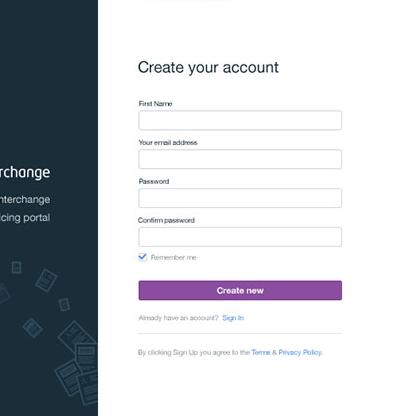 rchange
nterchange
icing portal
Create your account
First Name
Your email address
Password
Confirm password
Remember me
Create new
Already have an account? Sign In
By clicking Sign Up you agree to the Terms & Privacy Policy.